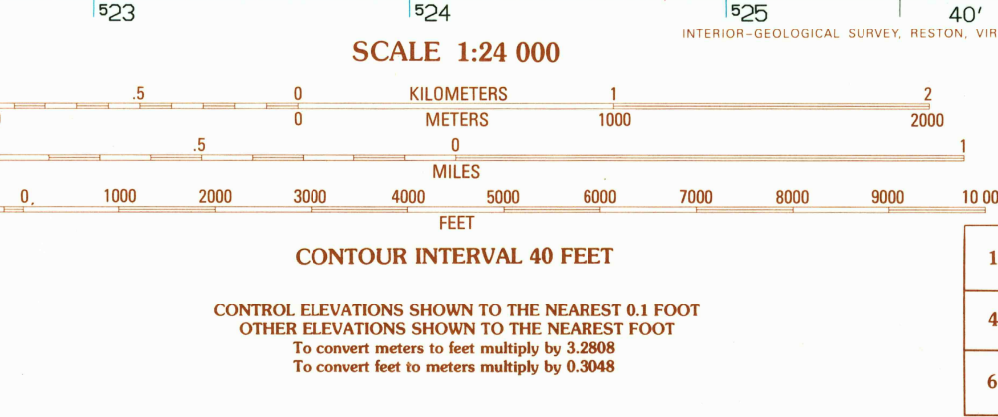 523 524 525 40'
INTERIOR-GEOLOGICAL SURVEY, RESTON, VIR
SCALE 1:24 000
.5 0 KILOMETERS 1 2
0 METERS 1000 2000
.5 0 1
MILES
0 1000 2000 3000 4000 5000 6000 7000 8000 9000 10 00
FEET
CONTOUR INTERVAL 40 FEET
1
CONTROL ELEVATIONS SHOWN TO THE NEAREST 0.1 FOOT
OTHER ELEVATIONS SHOWN TO THE NEAREST FOOT
4
To convert meters to feet multiply by 3.2808
To convert feet to meters multiply by 0.3048
6